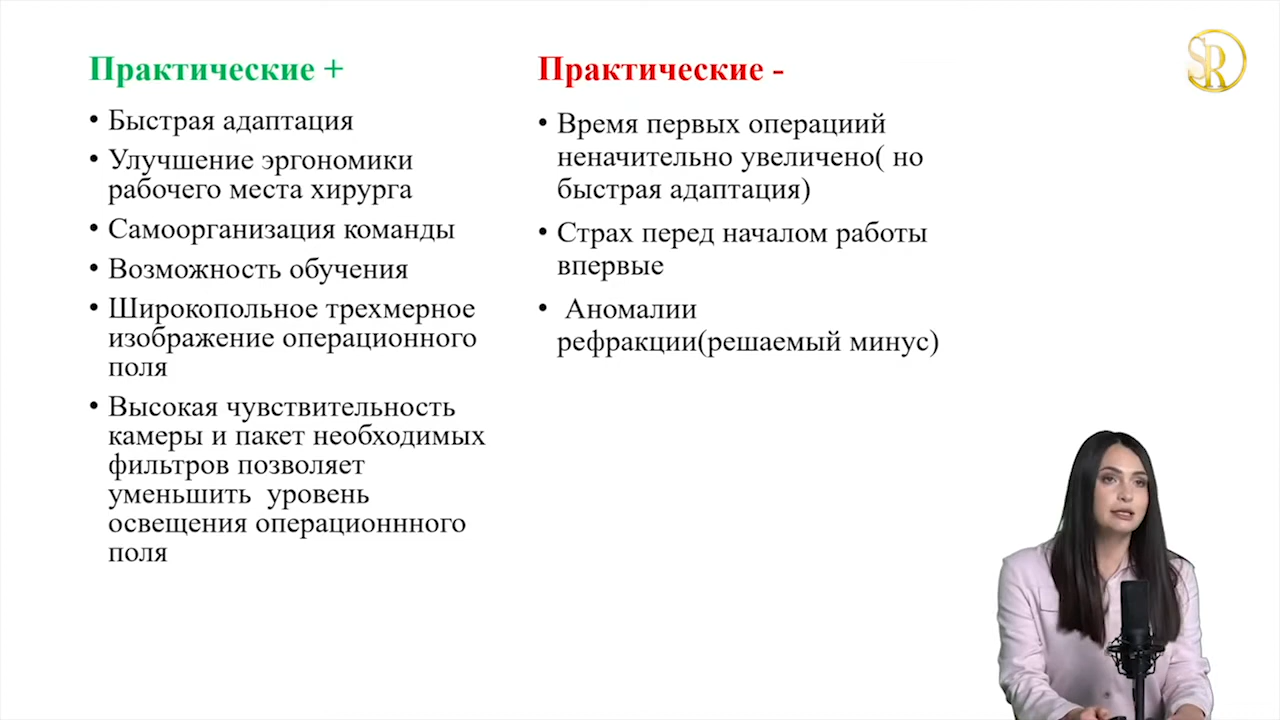 Практические +
• Быстрая адаптация
• Улучшение эргономики
рабочего места хирурга
• Самоорганизация команды
• Возможность обучения
• Широкопольное трехмерное
изображение операционного
поля
• Высокая чувствительность
камеры и пакет необходимых
фильтров позволяет
уменьшить  уровень
освещения операционнного
поля
Практические -
• Время первых операциий
неначительно увеличено( но
быстрая адаптация)
• Страх перед началом работы
впервые
• Аномалии
рефракции(решаемый минус)
SR